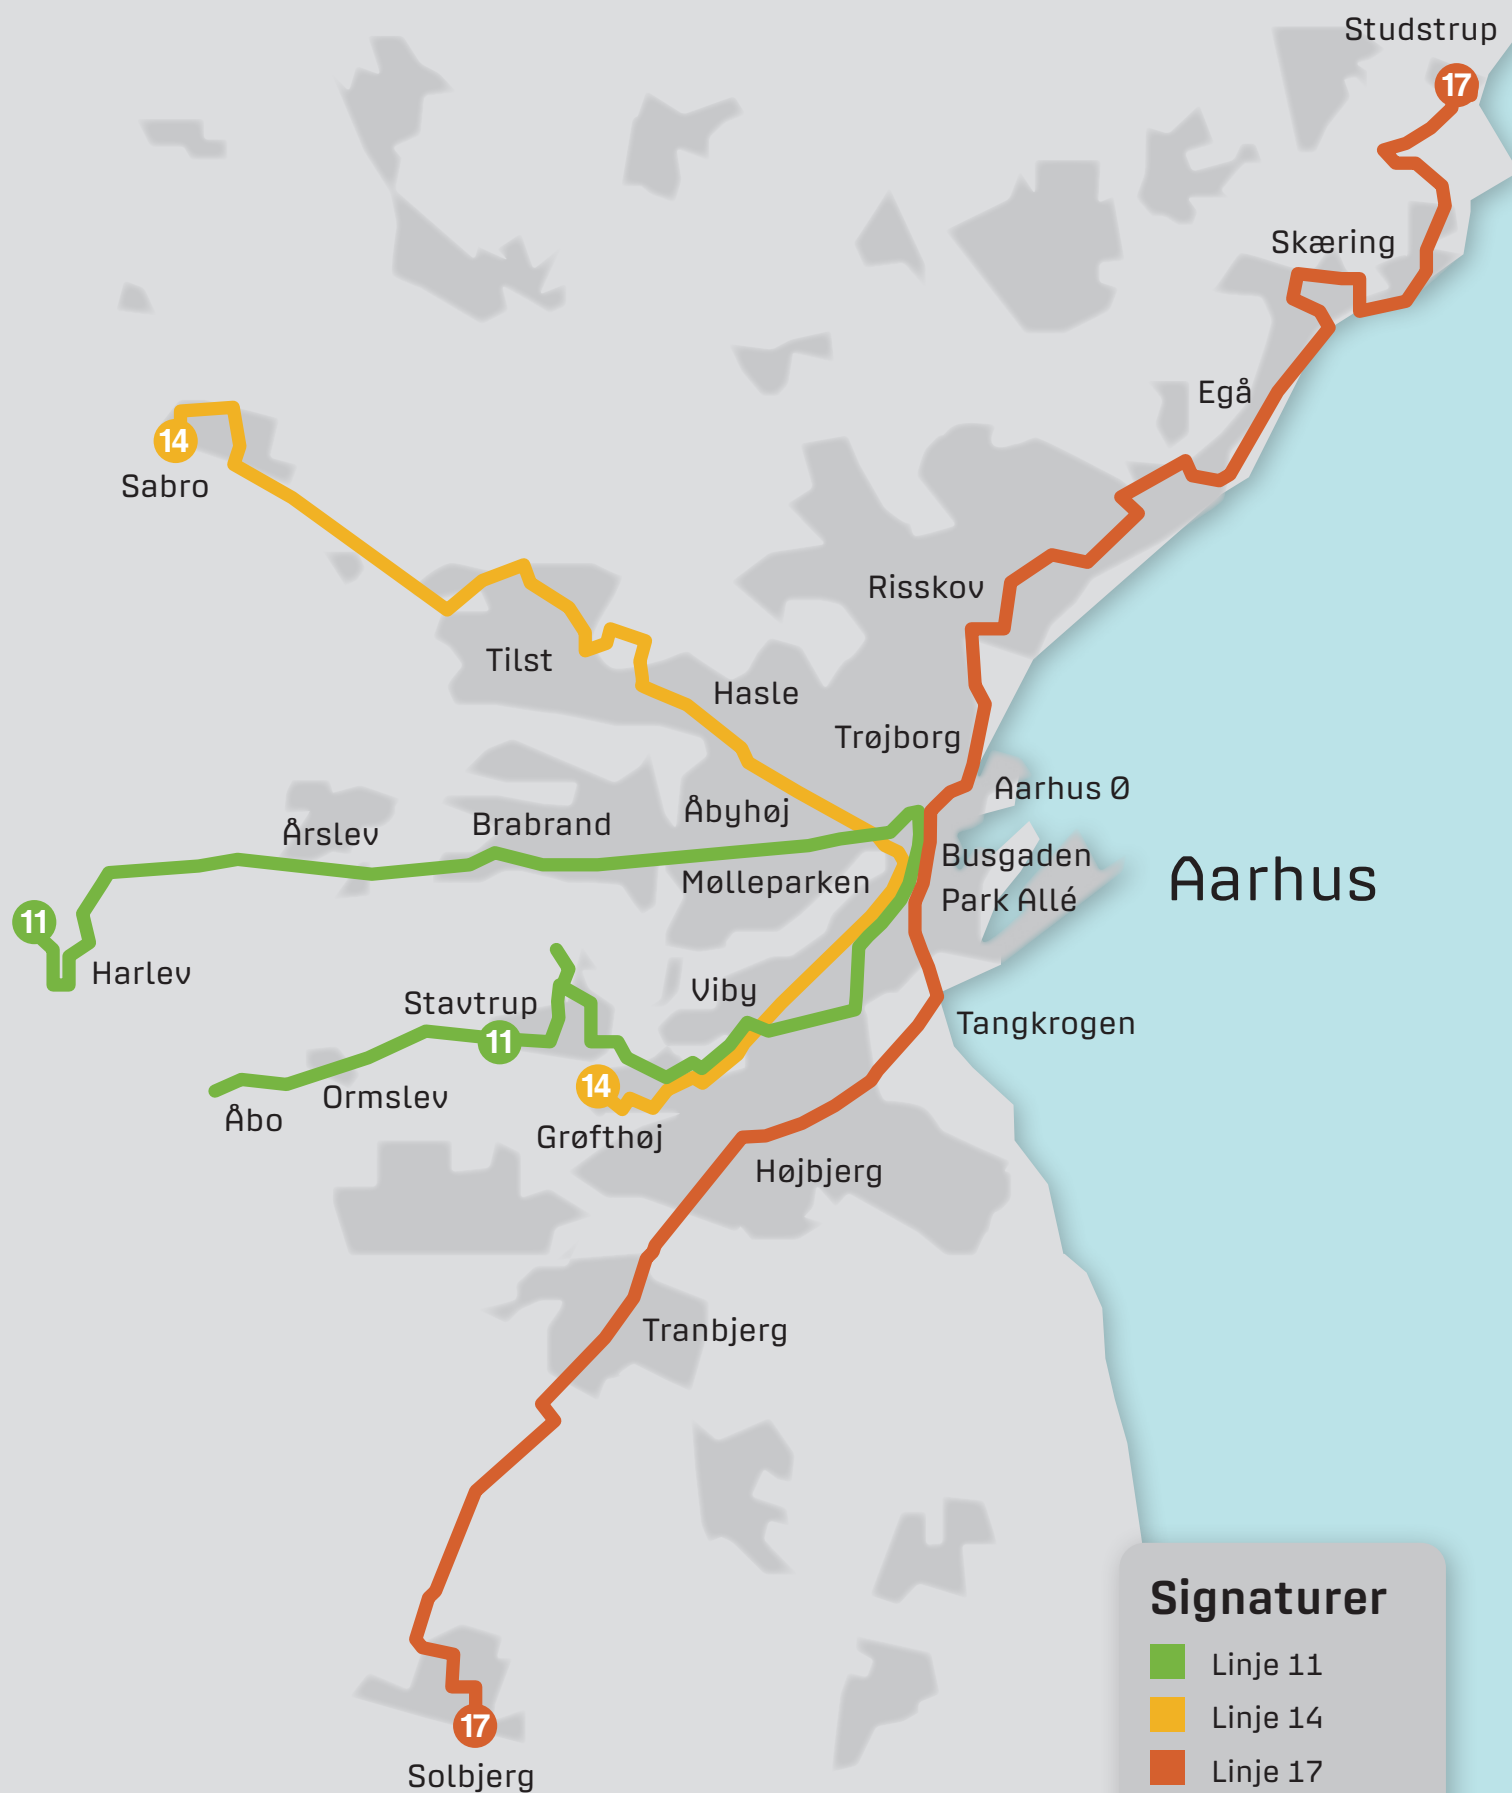 Studstrup
17
Skæring
Egå
14
Sabro
Risskov
Tilst
Hasle
Trøjborg
Aarhus Ø
Åbyhøj
Brabrand
Årslev
Busgaden
Park Allé
Aarhus
Mølleparken
11
Harlev
Viby
Stavtrup
11
Tangkrogen
14
Ormslev
Åbo
Grøfthøj
Højbjerg
Tranbjerg
17
Solbjerg
Signaturer
Linje 11
Linje 14
Linje 17